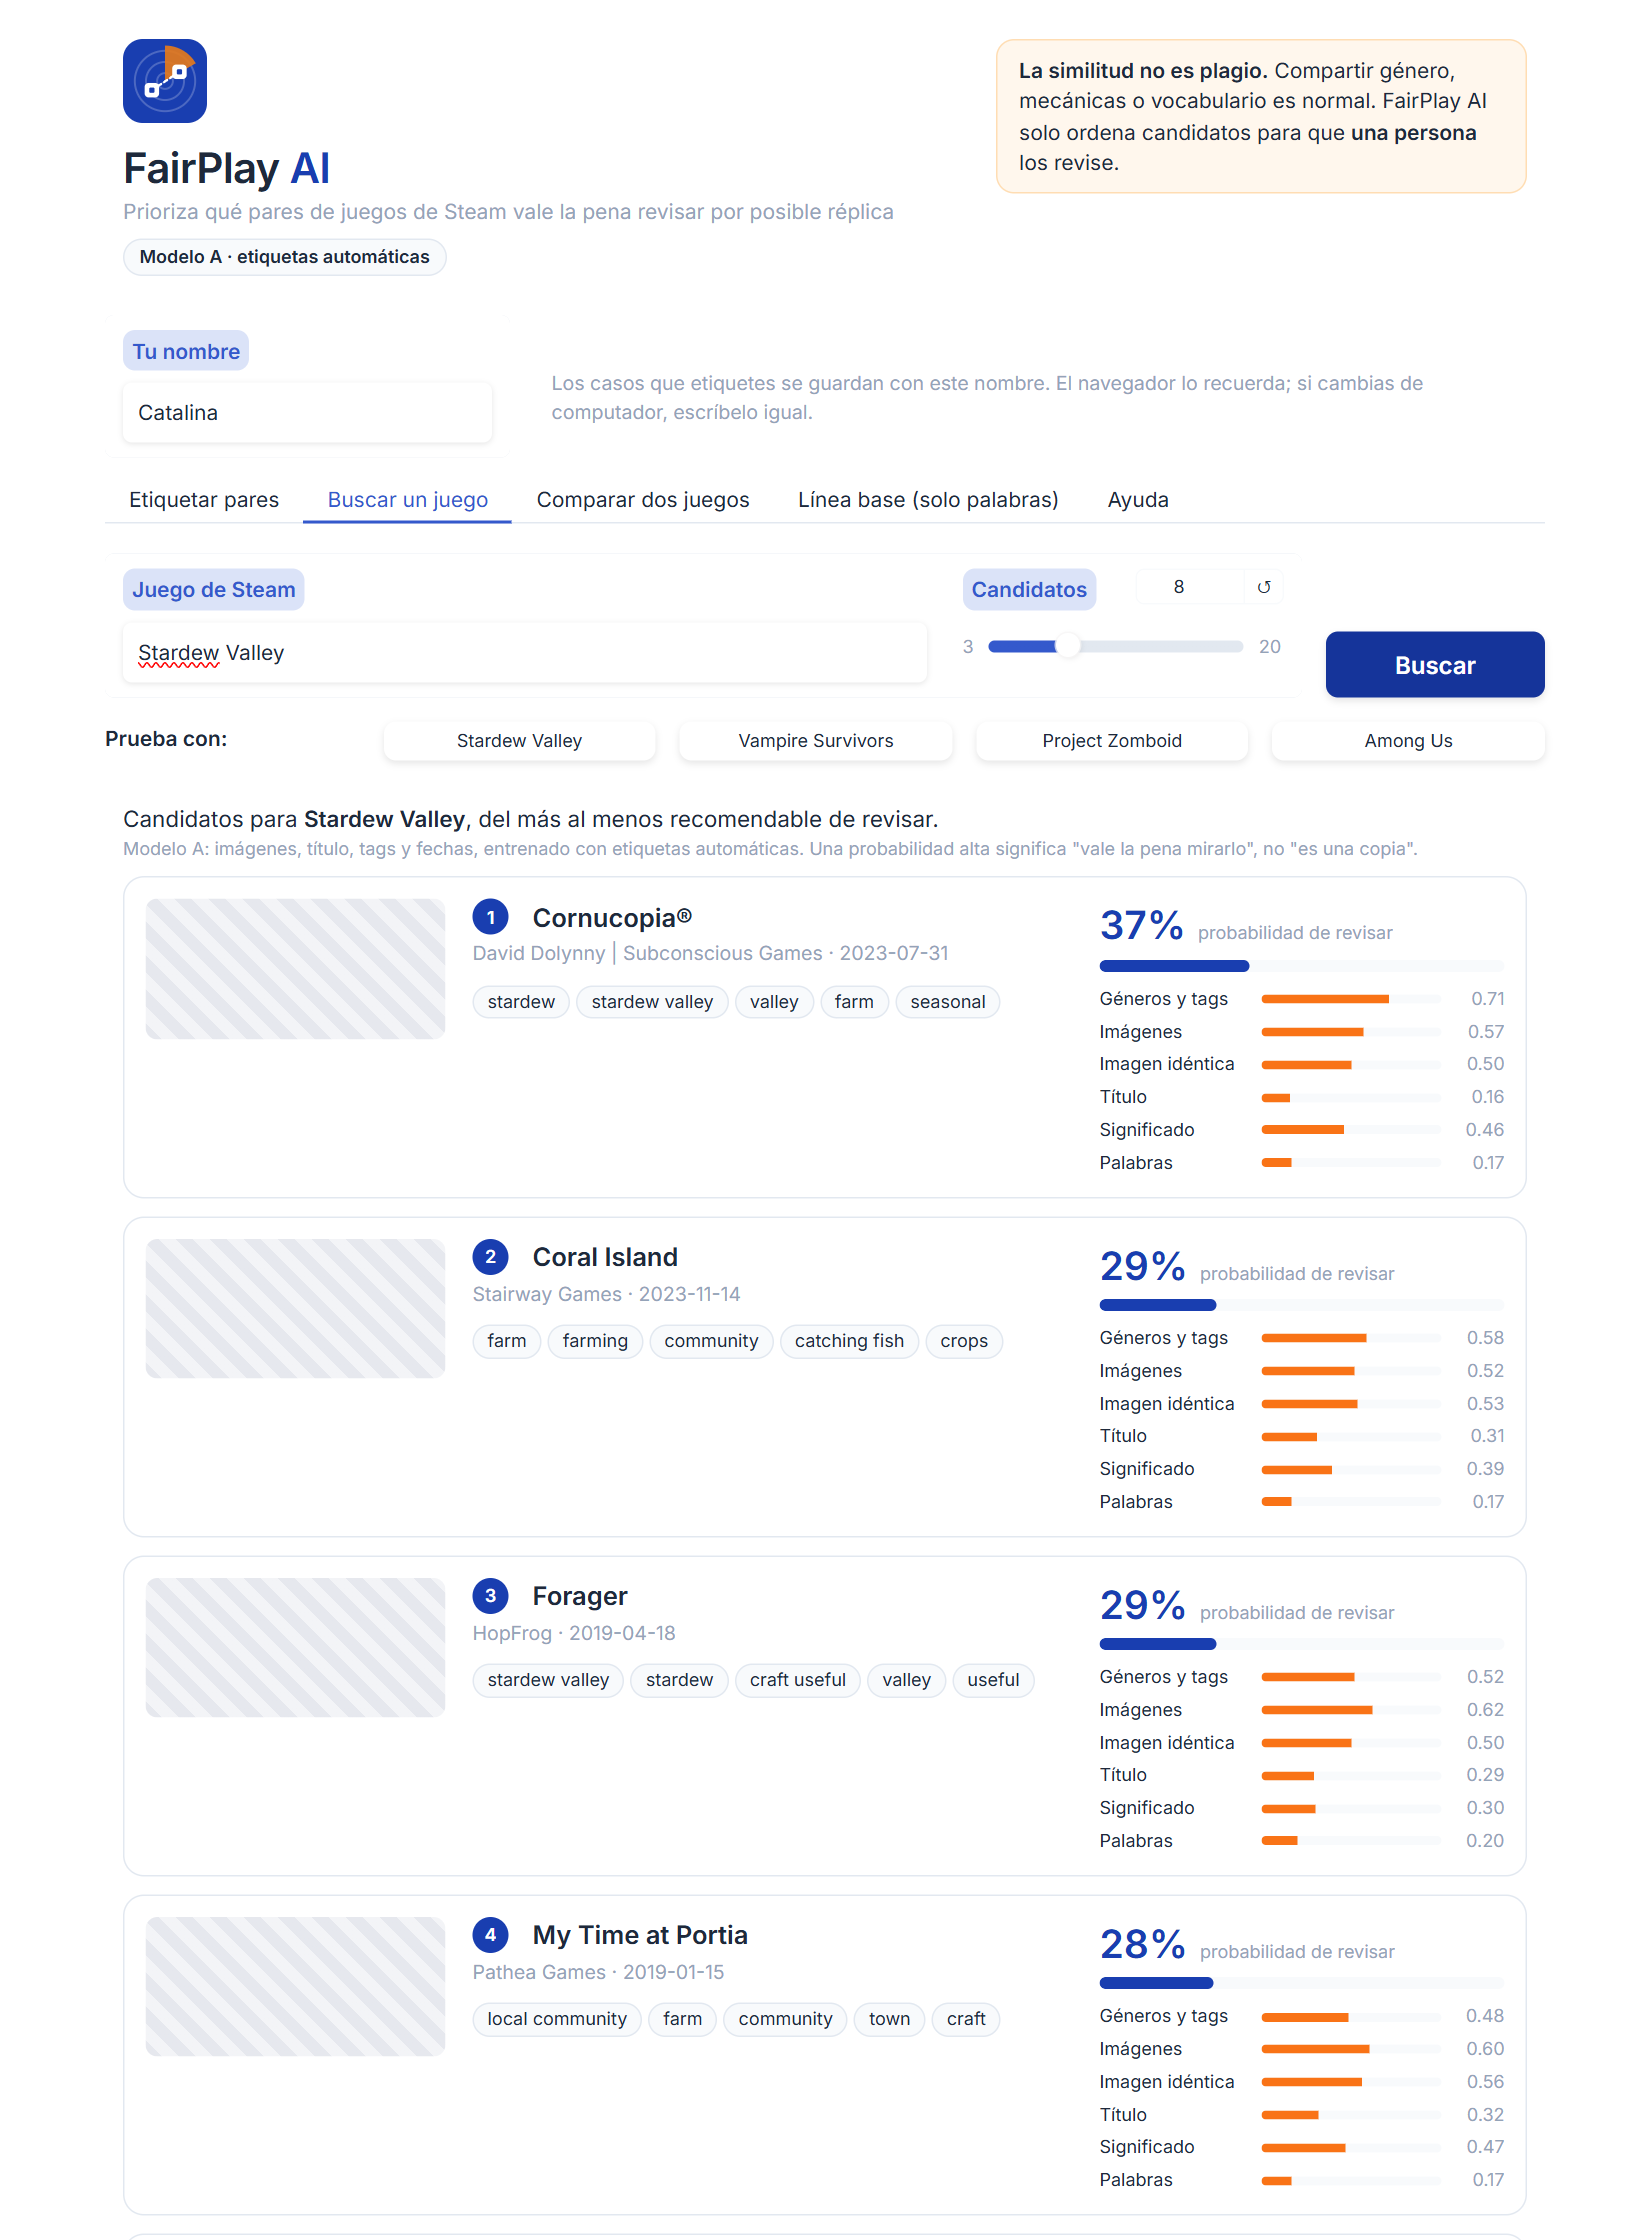 FairPlay AI
Prioriza qué pares de juegos de Steam vale la pena revisar por posible réplica
Modelo A · etiquetas automáticas
La similitud no es plagio. Compartir género,
mecánicas o vocabulario es normal. FairPlay AI
solo ordena candidatos para que una persona
los revise.
Tu nombre
Catalina
Los casos que etiquetes se guardan con este nombre. El navegador lo recuerda; si cambias de
computador, escríbelo igual.
Etiquetar pares
Buscar un juego
Comparar dos juegos
Línea base (solo palabras)
Ayuda
Juego de Steam
Stardew Valley
Candidatos
8
↺
3
20
Buscar
Prueba con:
Stardew Valley
Vampire Survivors
Project Zomboid
Among Us
Candidatos para Stardew Valley, del más al menos recomendable de revisar.
Modelo A: imágenes, título, tags y fechas, entrenado con etiquetas automáticas. Una probabilidad alta significa "vale la pena mirarlo", no "es una copia".
1 Cornucopia®
David Dolynny | Subconscious Games · 2023-07-31
stardew stardew valley valley farm seasonal
37% probabilidad de revisar
Géneros y tags 0.71
Imágenes 0.57
Imagen idéntica 0.50
Título 0.16
Significado 0.46
Palabras 0.17
2 Coral Island
Stairway Games · 2023-11-14
farm farming community catching fish crops
29% probabilidad de revisar
Géneros y tags 0.58
Imágenes 0.52
Imagen idéntica 0.53
Título 0.31
Significado 0.39
Palabras 0.17
3 Forager
HopFrog · 2019-04-18
stardew valley stardew craft useful valley useful
29% probabilidad de revisar
Géneros y tags 0.52
Imágenes 0.62
Imagen idéntica 0.50
Título 0.29
Significado 0.30
Palabras 0.20
4 My Time at Portia
Pathea Games · 2019-01-15
local community farm community town craft
28% probabilidad de revisar
Géneros y tags 0.48
Imágenes 0.60
Imagen idéntica 0.56
Título 0.32
Significado 0.47
Palabras 0.17